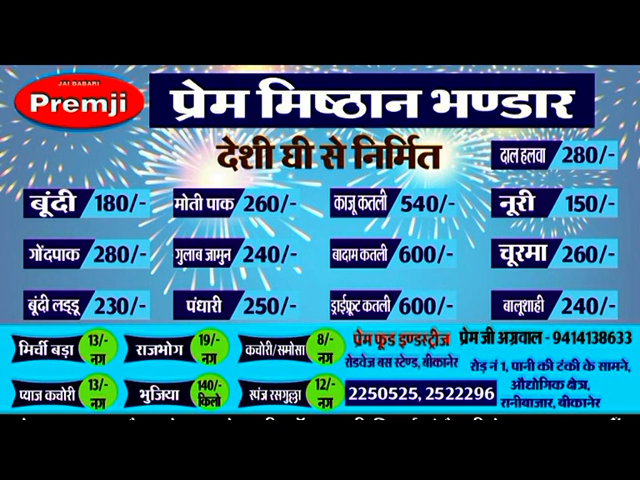 JAI BABARI
Premji
प्रेम मिष्ठान भण्डार
देशी घी से निर्मित
दाल हलवा 280/-
बूंदी 180/- मोती पाक 260/- काजू कतली 540/- नूरी 150/-
गोंदपाक 280/- गुलाब जामुन 240/- बादाम कतली 600/- चूरमा 260/-
बूंदी लड्डू 230/- पंधारी 250/- ड्राईफ्रूट कतली 600/- बालूशाही 240/-
मिर्ची बड़ा 13/- नग राजभोग 19/- नग कचोरी/समोसा 8/- नग
प्याज कचोरी 13/- नग भुजिया 140/- किलो स्पंज रसगुल्ला 12/- नग
प्रेम फूड इण्डस्ट्रीज
रोडवेज बस स्टेण्ड, बीकानेर
2250525, 2522296
प्रेम जी अग्रवाल - 9414138633
रोड़ नं 1, पानी की टंकी के सामने,
औद्योगिक क्षेत्र,
रानीबाजार, बीकानेर